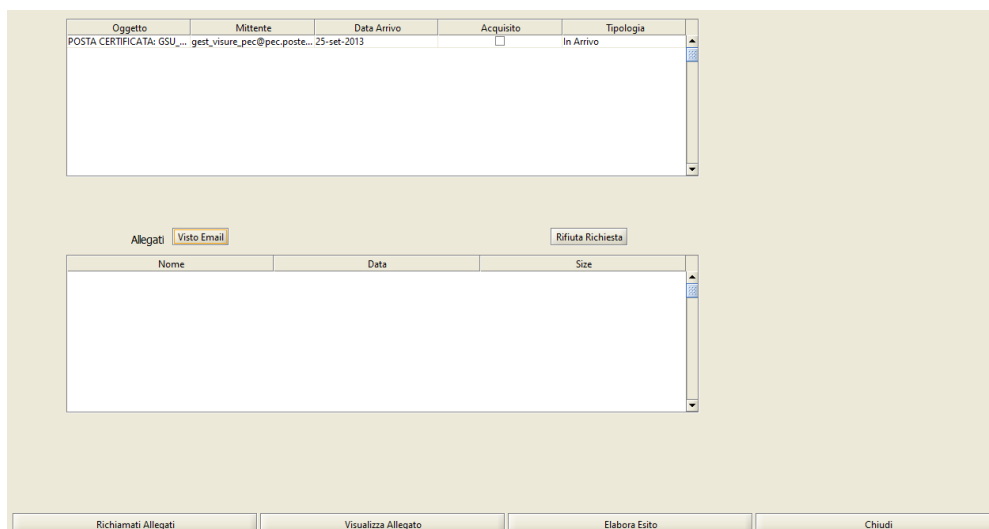 Oggetto Mittente Data Arrivo Acquisito Tipologia
POSTA CERTIFICATA: GSU_... gest_visure_pec@pec.poste... 25-set-2013 In Arrivo
Allegati Visto Email Rifiuta Richiesta
Nome Data Size
Richiamati Allegati Visualizza Allegato Elabora Esito Chiudi